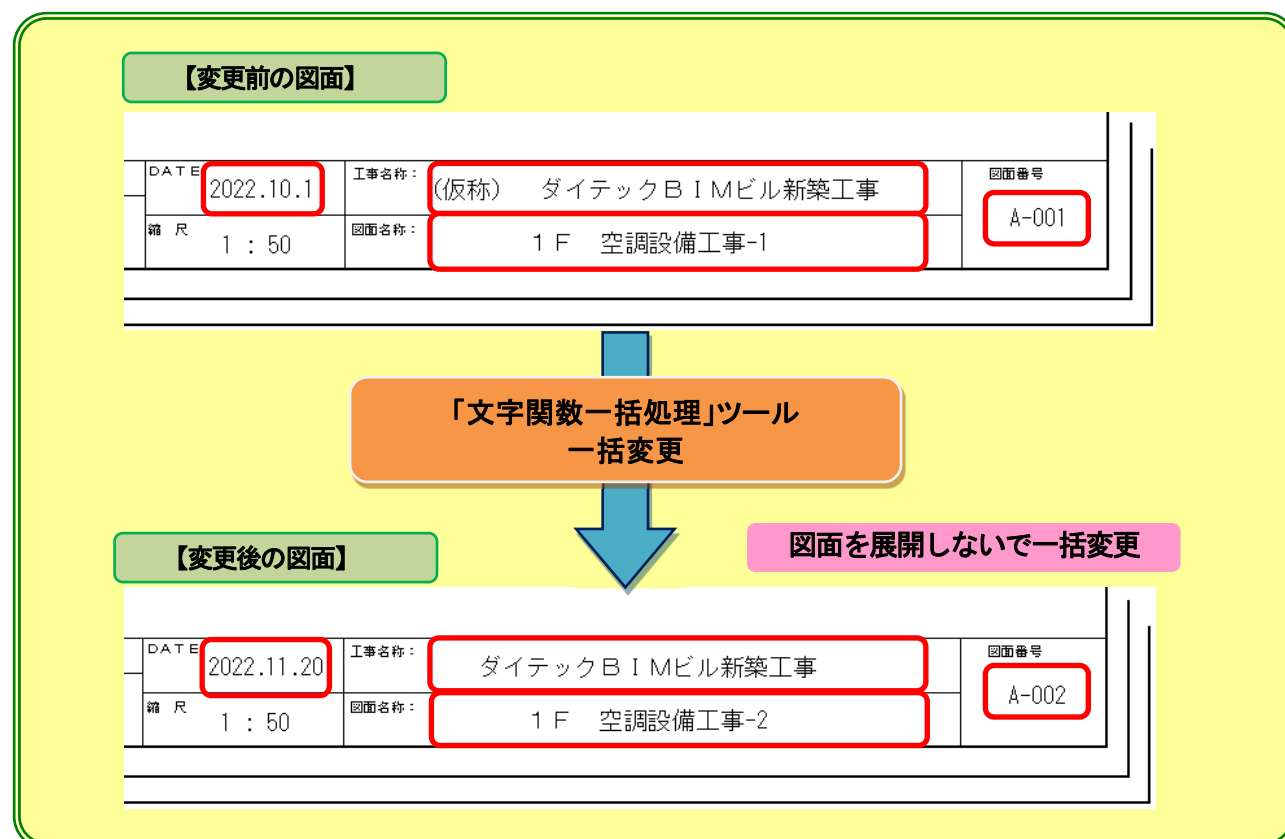 【変更前の図面】
DATE 2022.10.1 工事名称： (仮称)　ダイテックＢＩＭビル新築工事 図面番号
A-001
縮 尺 1 : 50 図面名称： １Ｆ　空調設備工事-1
「文字関数一括処理」ツール
一括変更
【変更後の図面】
図面を展開しないで一括変更
DATE 2022.11.20 工事名称： ダイテックＢＩＭビル新築工事 図面番号
A-002
縮 尺 1 : 50 図面名称： １Ｆ　空調設備工事-2